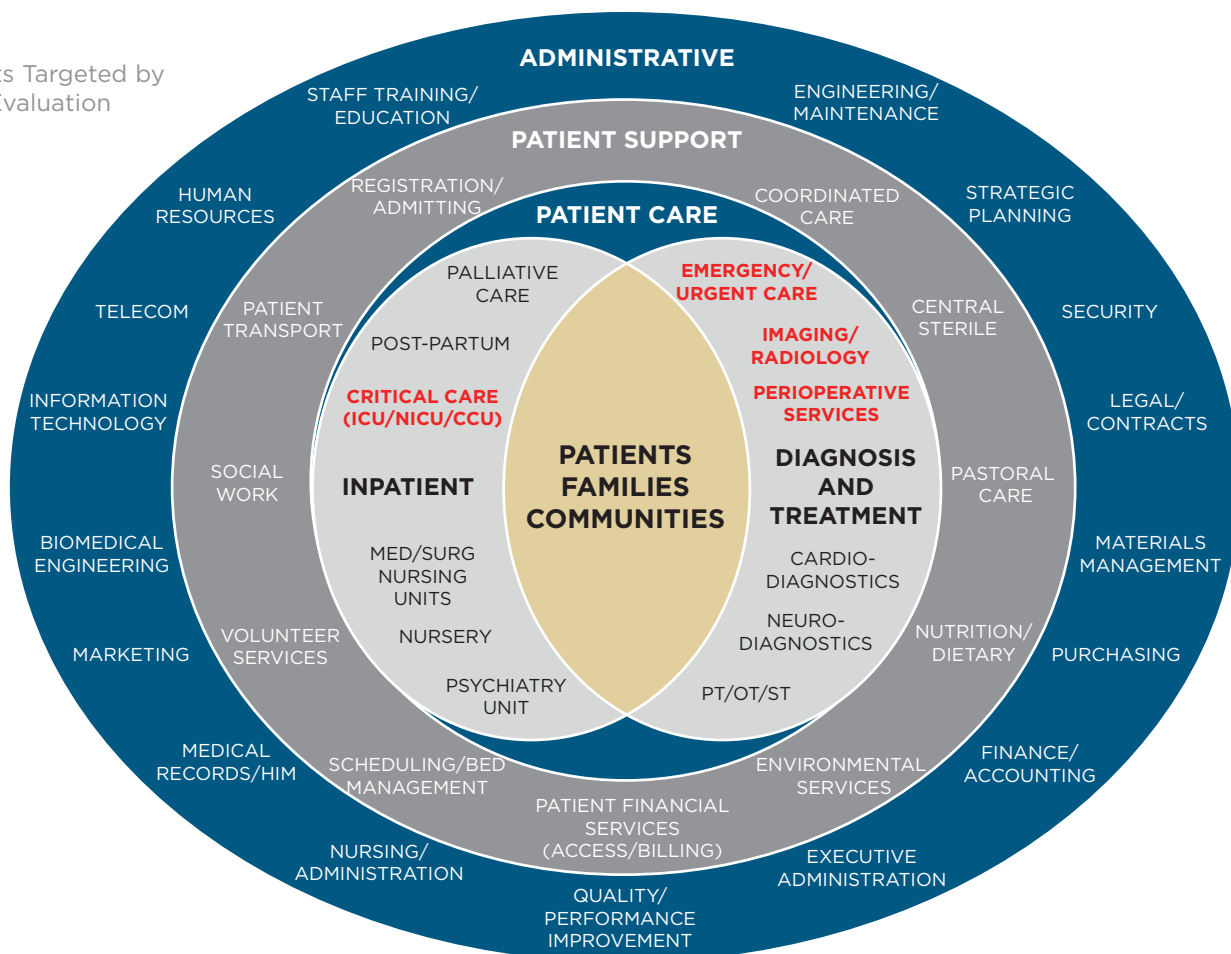 ts Targeted by
Evaluation
ADMINISTRATIVE
STAFF TRAINING/
EDUCATION
ENGINEERING/
MAINTENANCE
HUMAN
RESOURCES
STRATEGIC
PLANNING
TELECOM
SECURITY
INFORMATION
TECHNOLOGY
LEGAL/
CONTRACTS
BIOMEDICAL
ENGINEERING
MATERIALS
MANAGEMENT
MARKETING
PURCHASING
MEDICAL
RECORDS/HIM
FINANCE/
ACCOUNTING
NURSING/
ADMINISTRATION
EXECUTIVE
ADMINISTRATION
QUALITY/
PERFORMANCE
IMPROVEMENT
PATIENT SUPPORT
REGISTRATION/
ADMITTING
COORDINATED
CARE
PATIENT
TRANSPORT
CENTRAL
STERILE
SOCIAL
WORK
PASTORAL
CARE
VOLUNTEER
SERVICES
NUTRITION/
DIETARY
SCHEDULING/BED
MANAGEMENT
ENVIRONMENTAL
SERVICES
PATIENT FINANCIAL
SERVICES
(ACCESS/BILLING)
PATIENT CARE
PALLIATIVE
CARE
POST-PARTUM
CRITICAL CARE
(ICU/NICU/CCU)
INPATIENT
MED/SURG
NURSING
UNITS
NURSERY
PSYCHIATRY
UNIT
PATIENTS
FAMILIES
COMMUNITIES
EMERGENCY/
URGENT CARE
IMAGING/
RADIOLOGY
PERIOPERATIVE
SERVICES
DIAGNOSIS
AND
TREATMENT
CARDIO-
DIAGNOSTICS
NEURO-
DIAGNOSTICS
PT/OT/ST